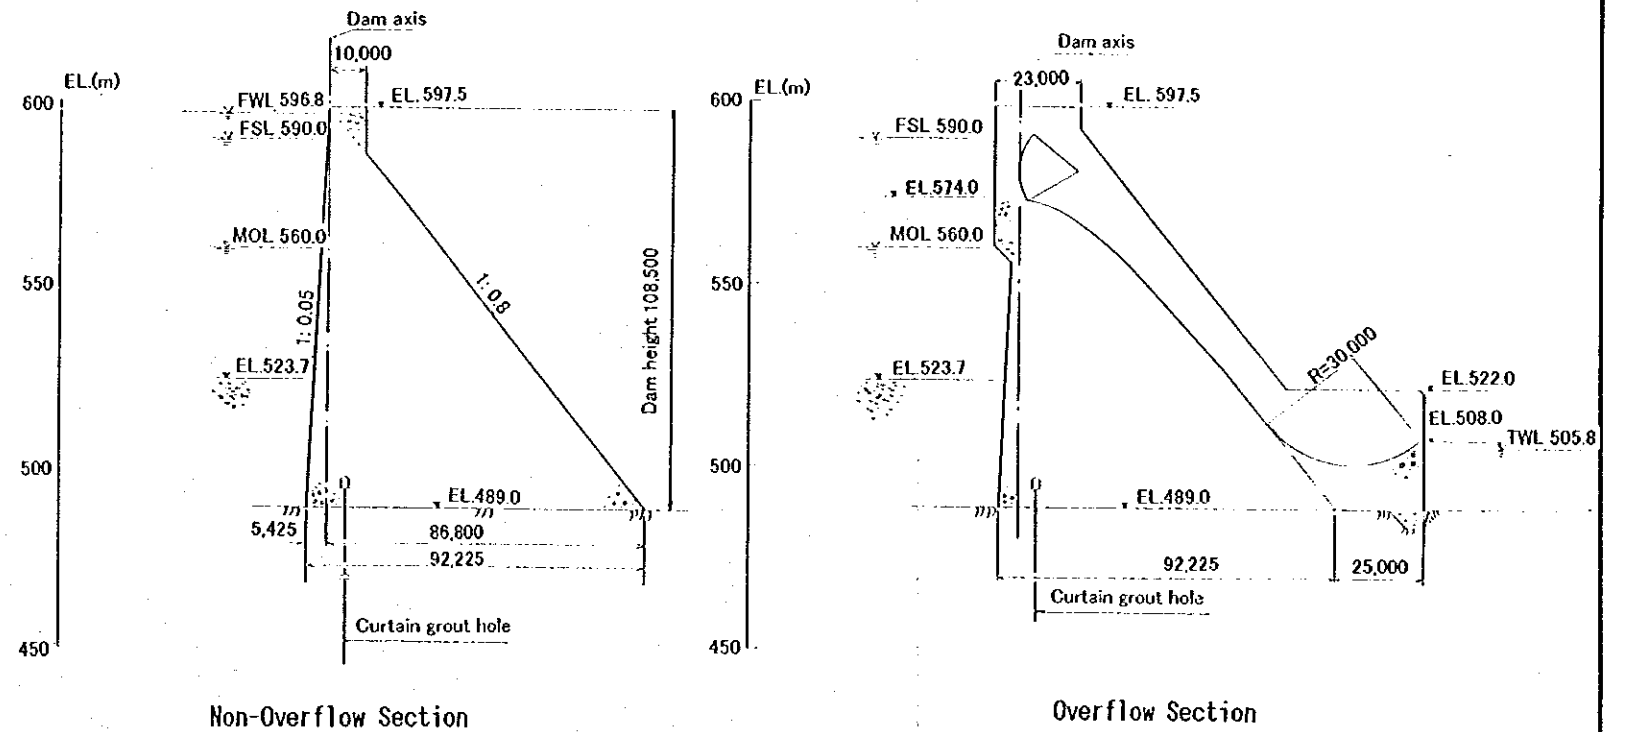 Dam axis
10,000
EL.(m)
600
FWL 596.8
EL. 597.5
FSL 590.0
MOL 560.0
550
1: 0.05
1: 0.8
Dam height 108,500
EL.523.7
500
EL.489.0
5,425
86,800
92,225
Curtain grout hole
450
Non-Overflow Section
Dam axis
EL.(m)
23,000
600
EL. 597.5
FSL 590.0
EL.574.0
MOL 560.0
550
R=30,000
EL.523.7
EL.522.0
EL.508.0
TWL 505.8
500
EL.489.0
92,225
25,000
Curtain grout hole
450
Overflow Section